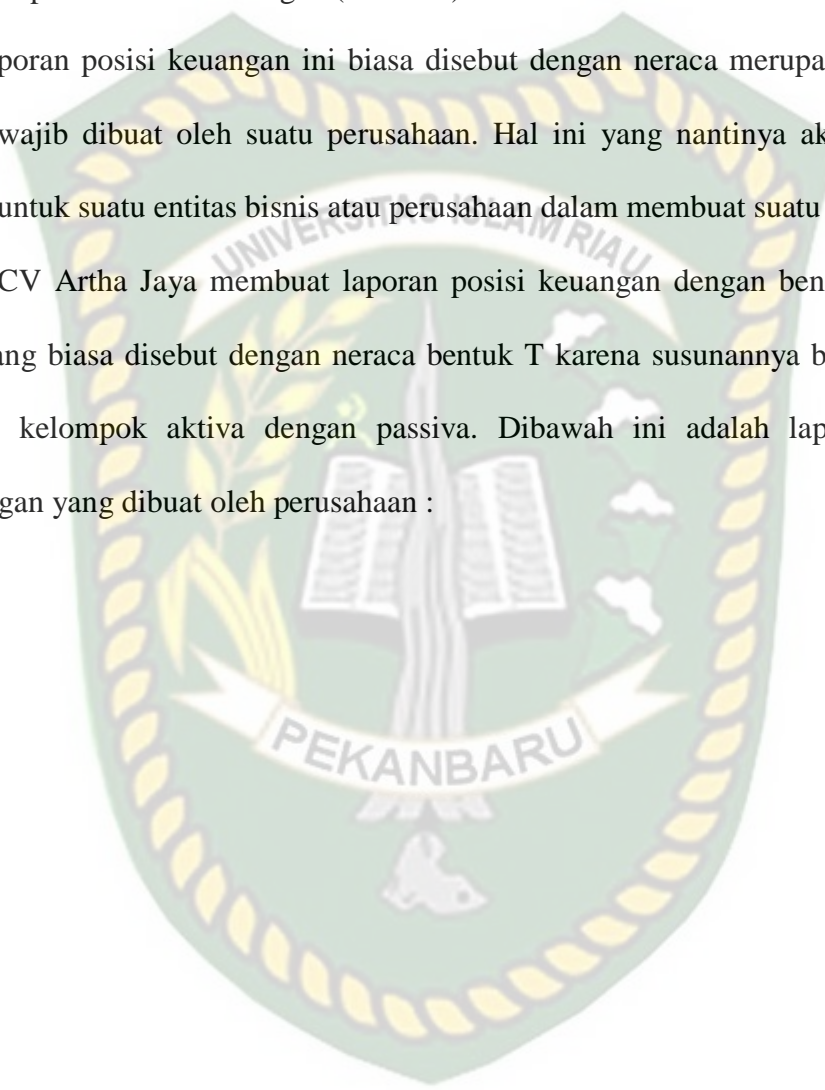 poran posisi keuangan ini biasa disebut dengan neraca merupa
wajib dibuat oleh suatu perusahaan. Hal ini yang nantinya ak
untuk suatu entitas bisnis atau perusahaan dalam membuat suatu
CV Artha Jaya membuat laporan posisi keuangan dengan ben
ang biasa disebut dengan neraca bentuk T karena susunannya b
kelompok aktiva dengan passiva. Dibawah ini adalah lap
gan yang dibuat oleh perusahaan :
UNIVERSITAS ISLAM RIAU
PEKANBARU